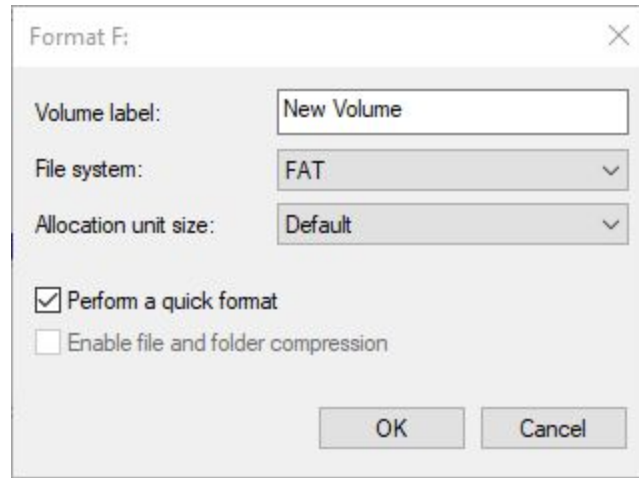 Format F:
Volume label: New Volume
File system: FAT
Allocation unit size: Default
Perform a quick format
Enable file and folder compression
OK Cancel